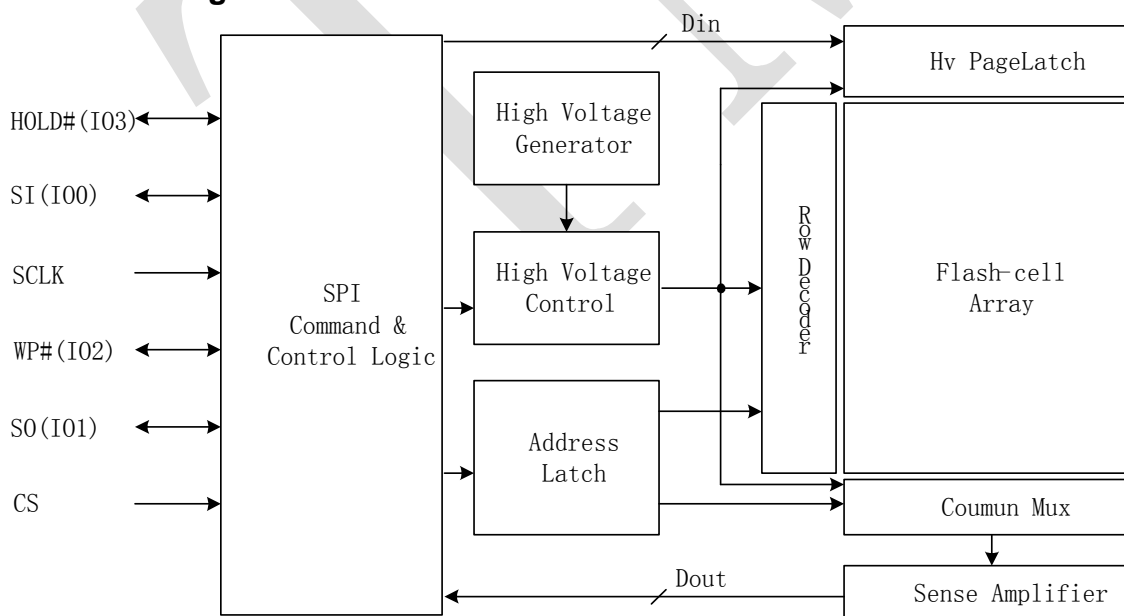 Din
Hv PageLatch
High Voltage
Generator
HOLD#(IO3)
SI(IO0)
SCLK
WP#(IO2)
SO(IO1)
CS
SPI
Command &
Control Logic
High Voltage
Control
Address
Latch
Row Decoder
Flash-cell
Array
Coumun Mux
Dout
Sense Amplifier